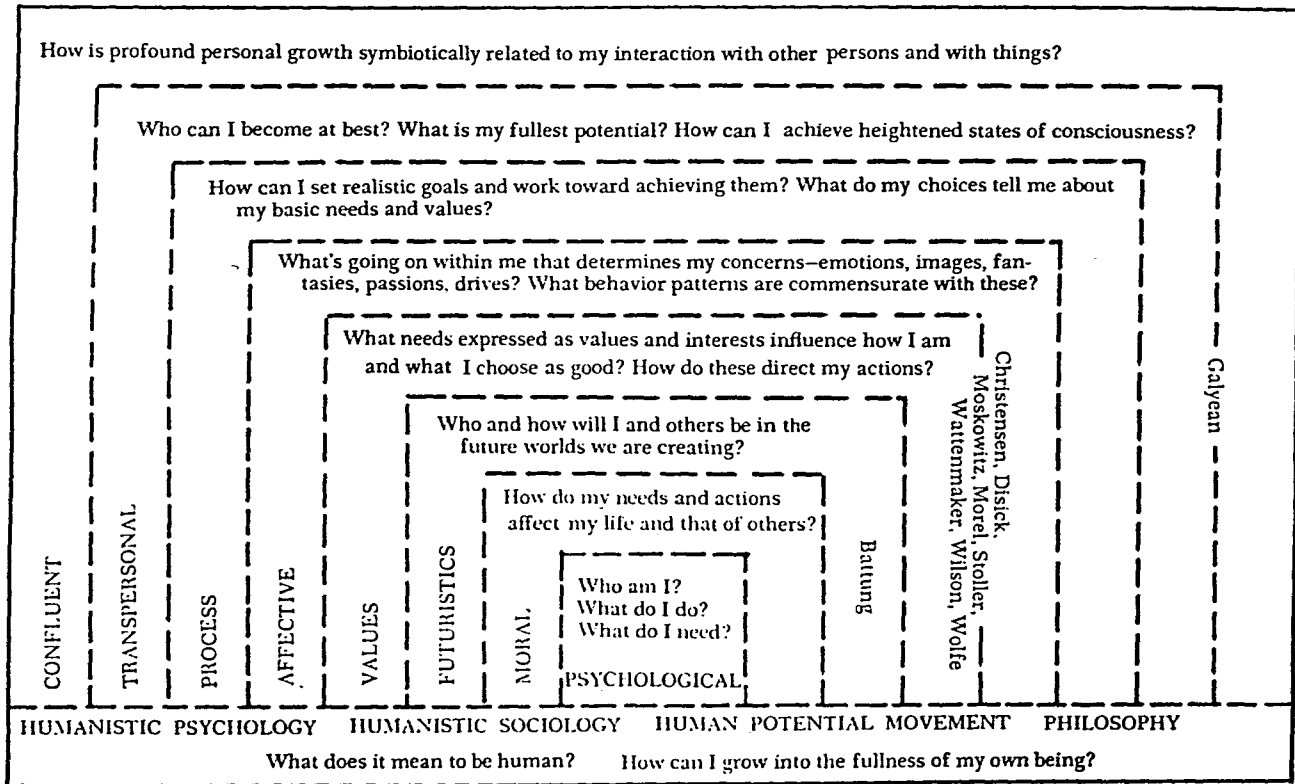 How is profound personal growth symbiotically related to my interaction with other persons and with things?
Who can I become at best? What is my fullest potential? How can I achieve heightened states of consciousness?
How can I set realistic goals and work toward achieving them? What do my choices tell me about
my basic needs and values?
What's going on within me that determines my concerns—emotions, images, fan-
tasies, passions, drives? What behavior patterns are commensurate with these?
What needs expressed as values and interests influence how I am
and what I choose as good? How do these direct my actions?
Who and how will I and others be in the
future worlds we are creating?
How do my needs and actions
affect my life and that of others?
Who am I?
What do I do?
What do I need?
CONFLUENT
TRANSPERSONAL
PROCESS
AFFECTIVE
VALUES
FUTURISTICS
MORAL
PSYCHOLOGICAL
Battung
Christensen, Disick,
Moskowitz, Morel, Stoller,
Wattenmaker, Wilson, Wolfe
Galyean
HUMANISTIC PSYCHOLOGY HUMANISTIC SOCIOLOGY HUMAN POTENTIAL MOVEMENT PHILOSOPHY
What does it mean to be human? How can I grow into the fullness of my own being?